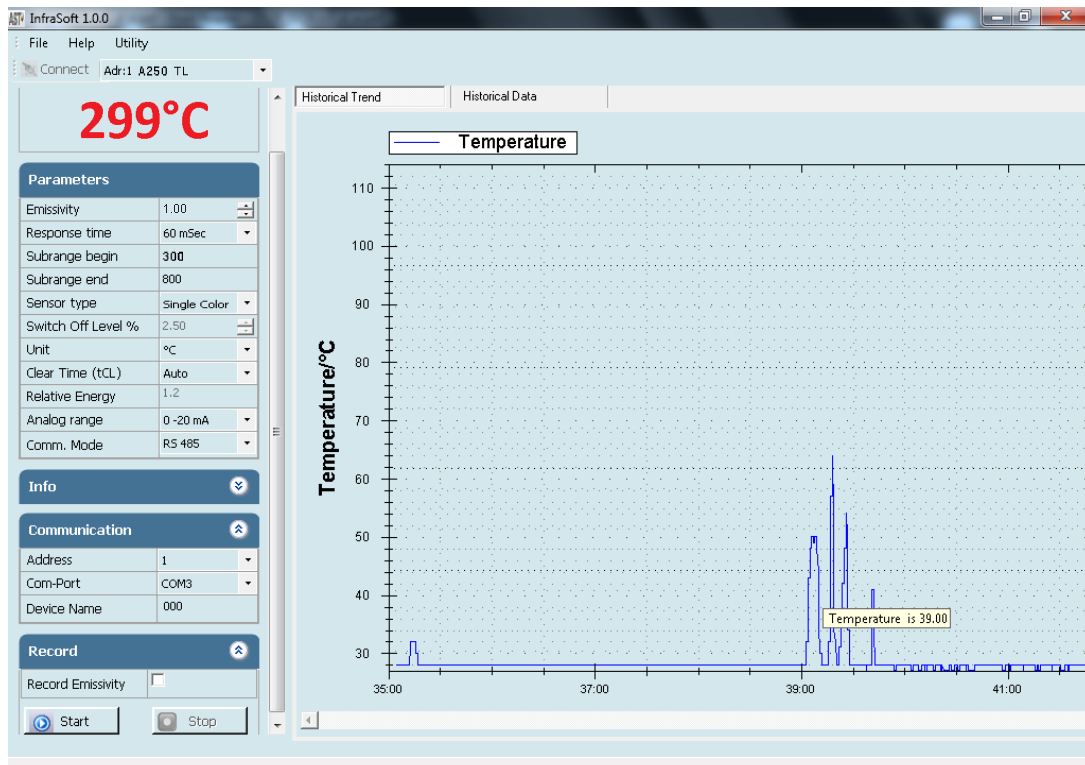 AST InfraSoft 1.0.0
File Help Utility
Connect Adr:1 A250 TL
Historical Trend Historical Data
299°C
Temperature
Parameters
Emissivity 1.00
Response time 60 mSec
Subrange begin 300
Subrange end 800
Sensor type Single Color
Switch Off Level % 2.50
Unit °C
Clear Time (tCL) Auto
Relative Energy 1.2
Analog range 0 -20 mA
Comm. Mode RS 485
Info
Communication
Address 1
Com-Port COM3
Device Name 000
Record
Record Emissivity
Start Stop
Temperature/°C
110
100
90
80
70
60
50
40
30
Temperature is 39.00
35:00 37:00 39:00 41:00